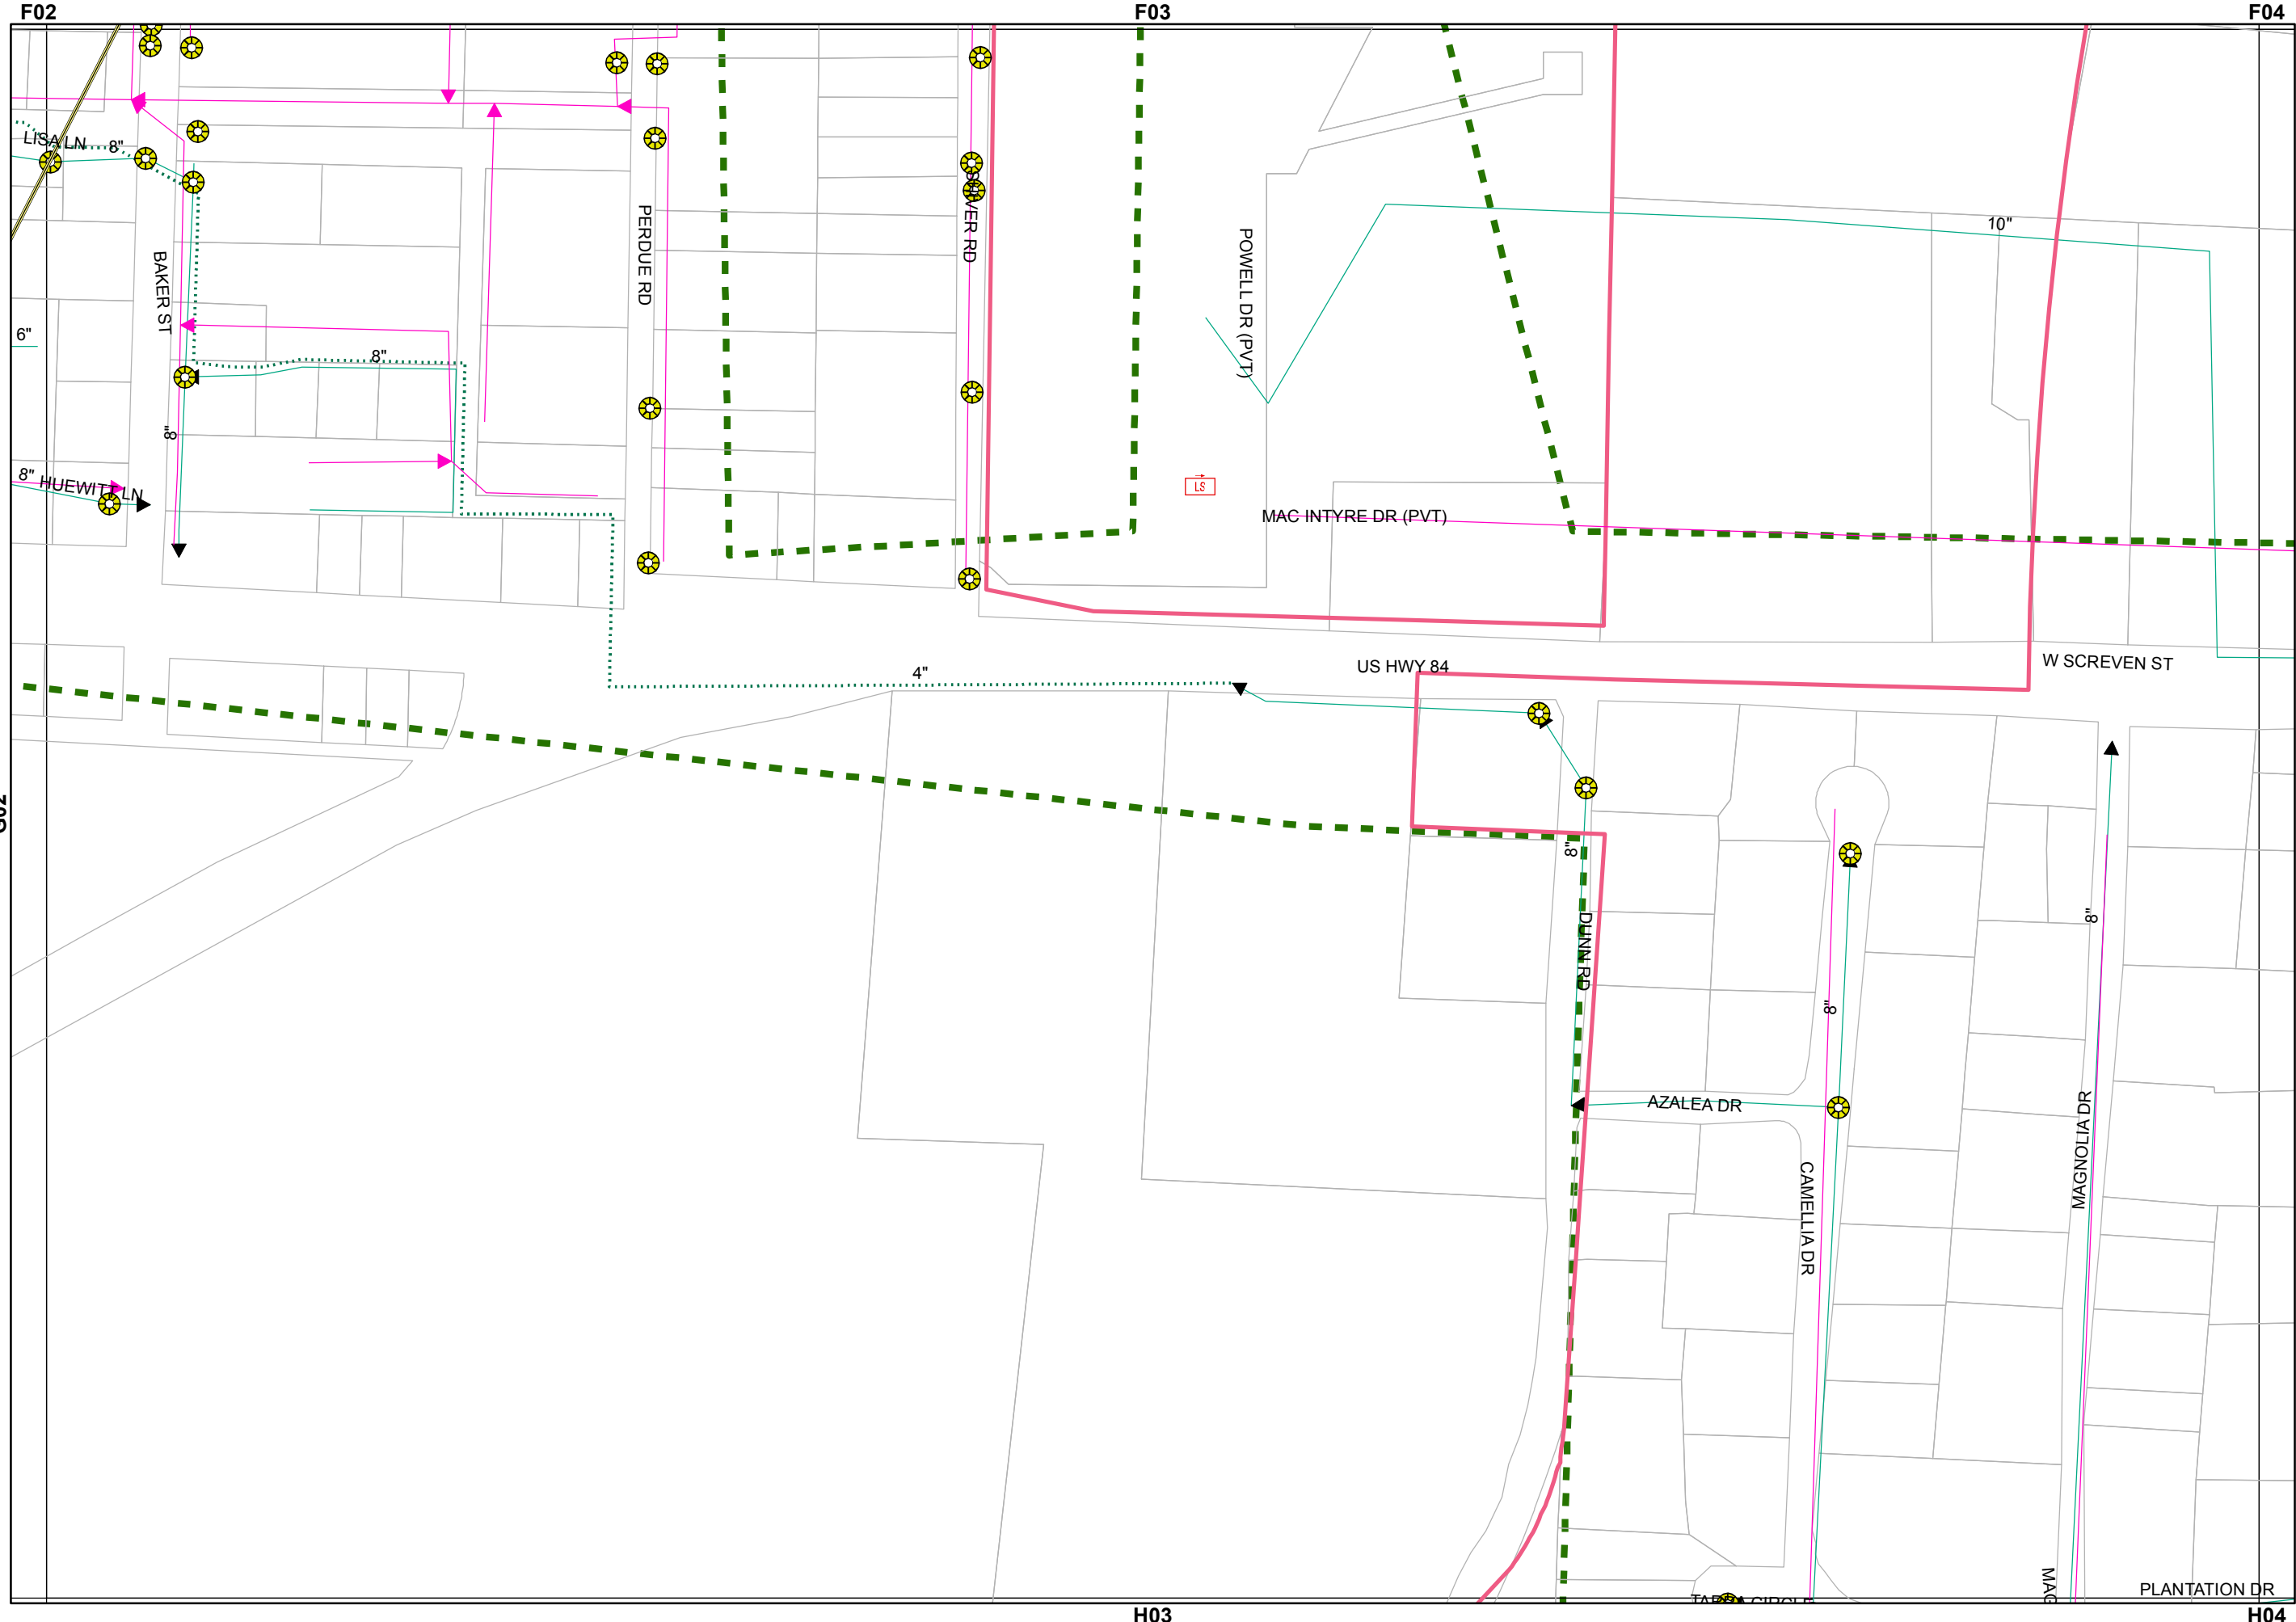 F02
F03
F04
LISA LN
8"
BAKER ST
PERDUE RD
POWELL DR (PVT)
10"
6"
8"
8"
8"
HUEWITT LN
LS
MAC INTYRE DR (PVT)
4"
US HWY 84
W SCREVEN ST
8"
DUNN RD
8"
8"
AZALEA DR
CAMELLIA DR
MAGNOLIA DR
MAG
PLANTATION DR
H03
H04